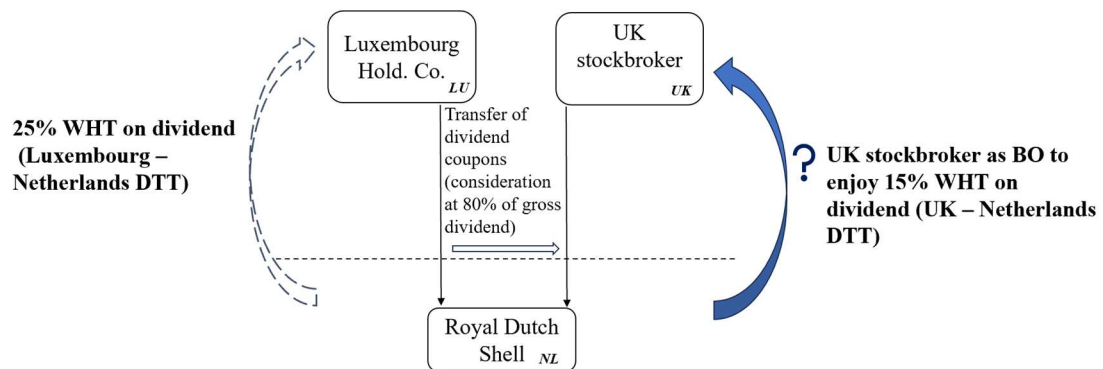 Luxembourg
Hold. Co.
LU
UK
stockbroker
UK
25% WHT on dividend
(Luxembourg –
Netherlands DTT)
Transfer of
dividend
coupons
(consideration
at 80% of gross
dividend)
?
UK stockbroker as BO to
enjoy 15% WHT on
dividend (UK – Netherlands
DTT)
Royal Dutch
Shell NL